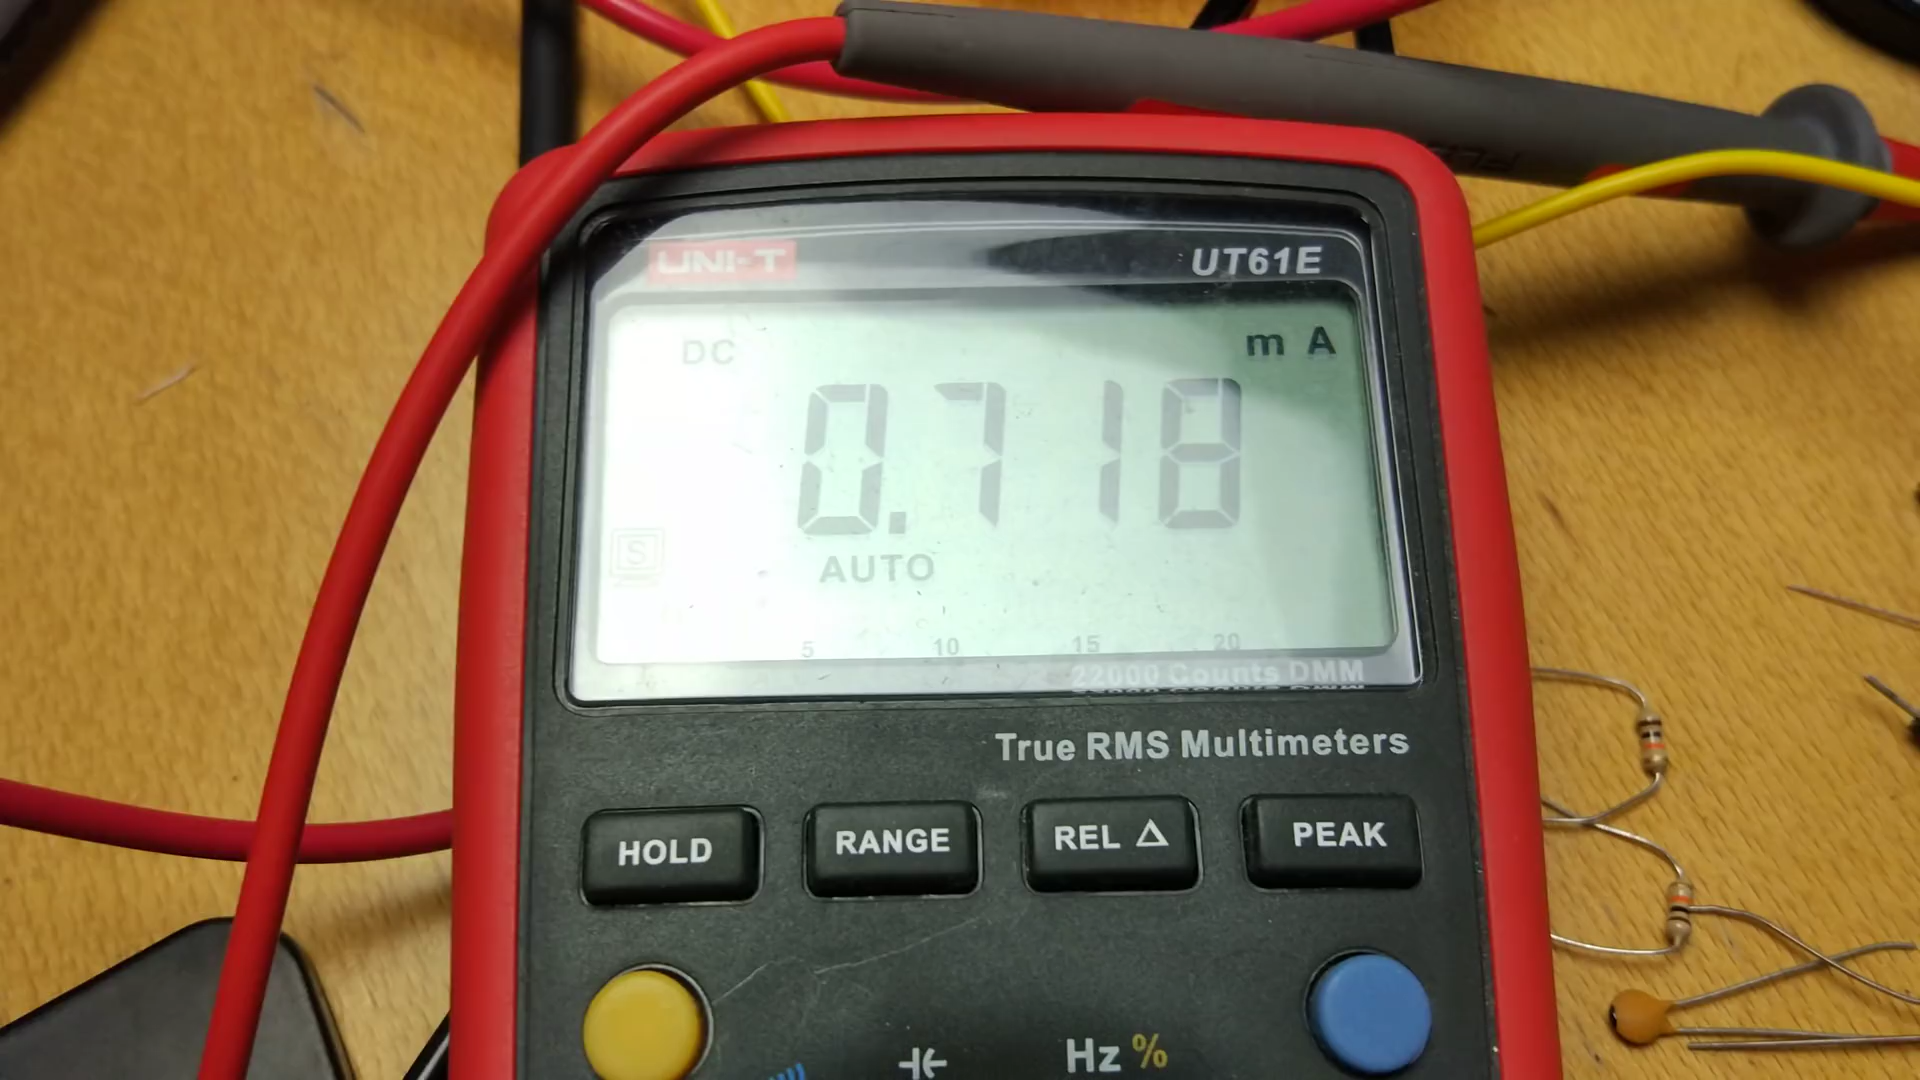 UNI-T UT61E
DC m A
0.718
S
AUTO
5 10 15 20
22000 Counts DMM
True RMS Multimeters
HOLD RANGE REL Δ PEAK
Hz %